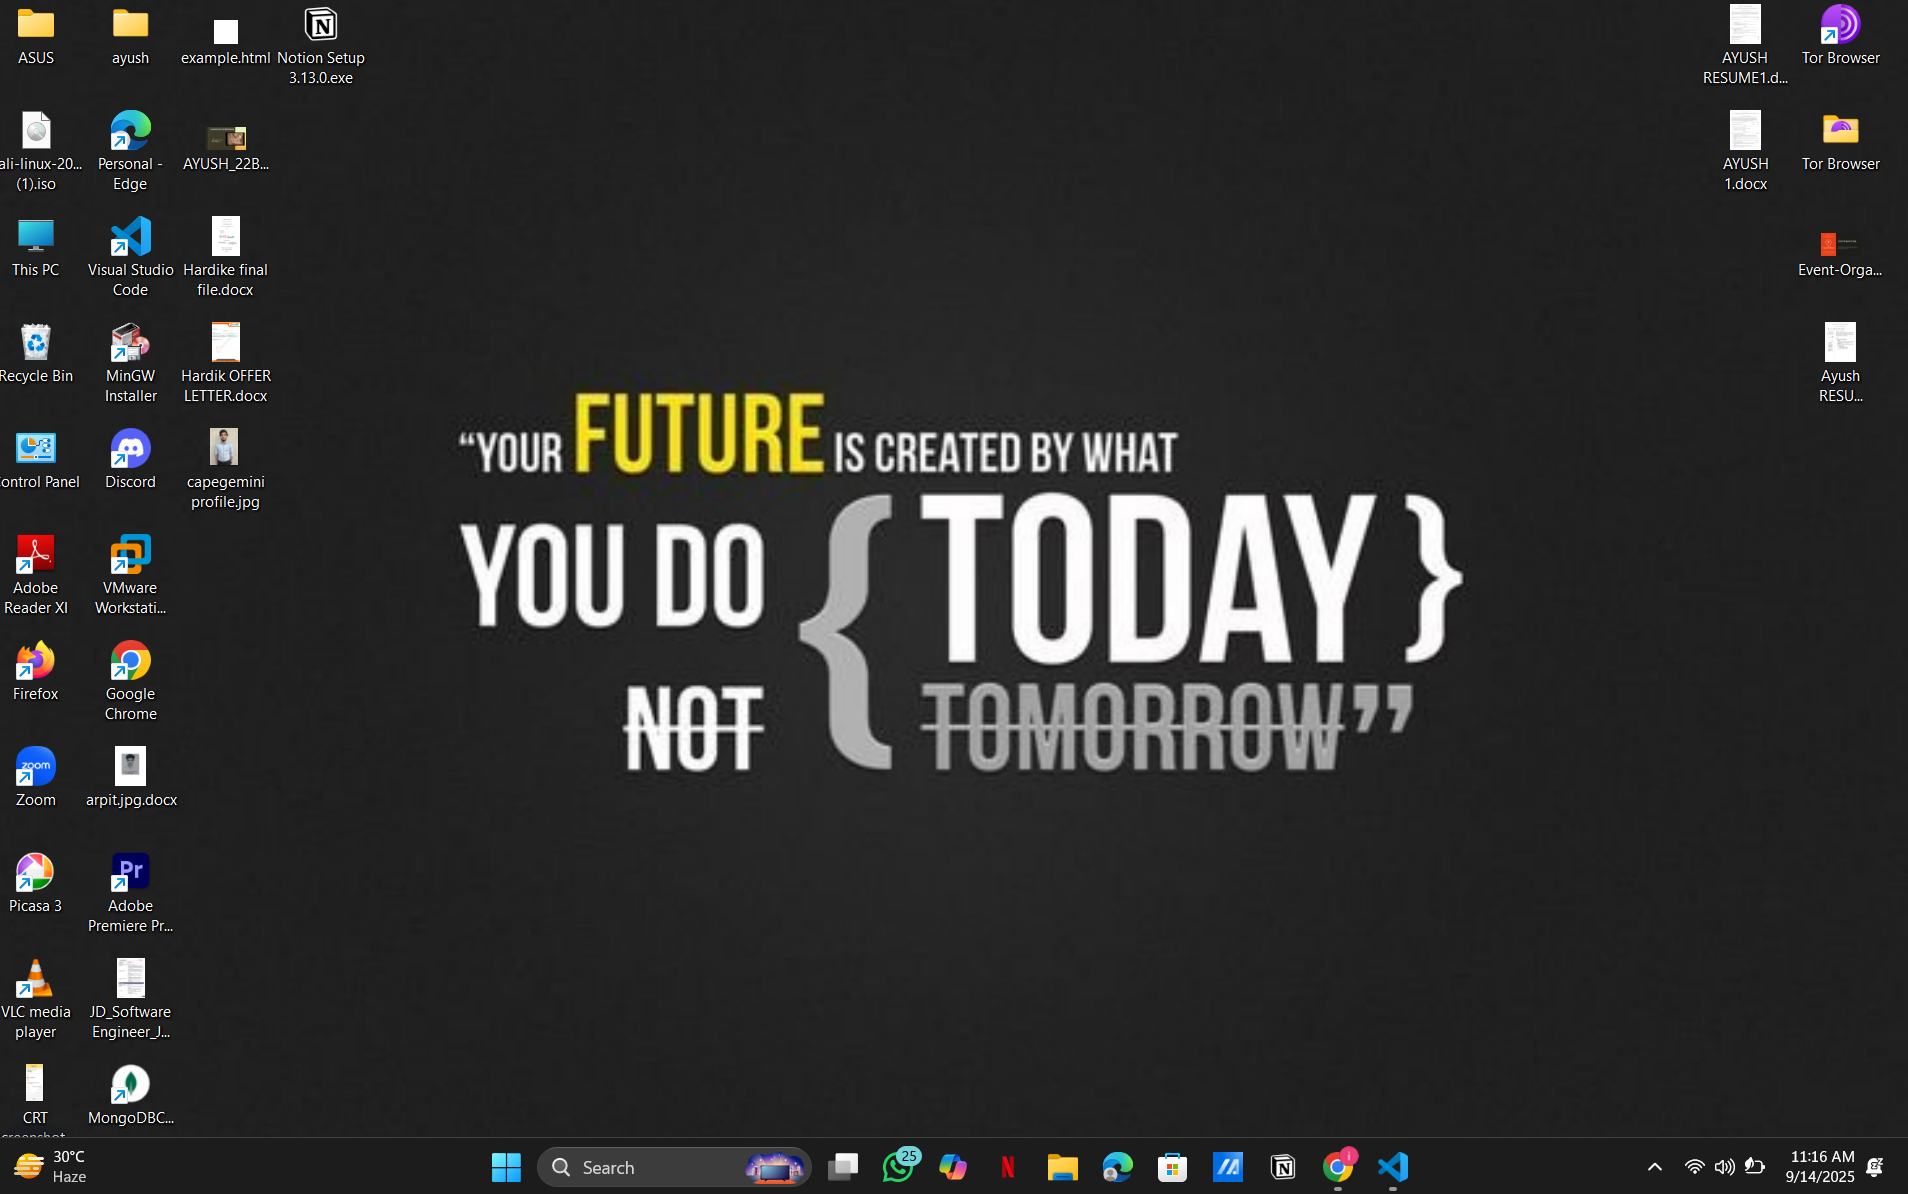 ASUS
ayush
example.html
Notion Setup
3.13.0.exe
AYUSH
RESUME1.d...
Tor Browser
ali-linux-20...
(1).iso
Personal -
Edge
AYUSH_22B...
AYUSH
1.docx
Tor Browser
This PC
Visual Studio
Code
Hardike final
file.docx
Event-Orga...
Recycle Bin
MinGW
Installer
Hardik OFFER
LETTER.docx
Ayush
RESU...
ontrol Panel
Discord
capegemini
profile.jpg
Adobe
Reader XI
VMware
Workstati...
Firefox
Google
Chrome
zoom
Zoom
arpit.jpg.docx
Picasa 3
Pr
Adobe
Premiere Pr...
VLC media
player
JD_Software
Engineer_J...
CRT
screenshot
MongoDBC...
“YOUR FUTURE IS CREATED BY WHAT
YOU DO { TODAY }
NOT TOMORROW”
30°C
Haze
Search
25
11:16 AM
9/14/2025